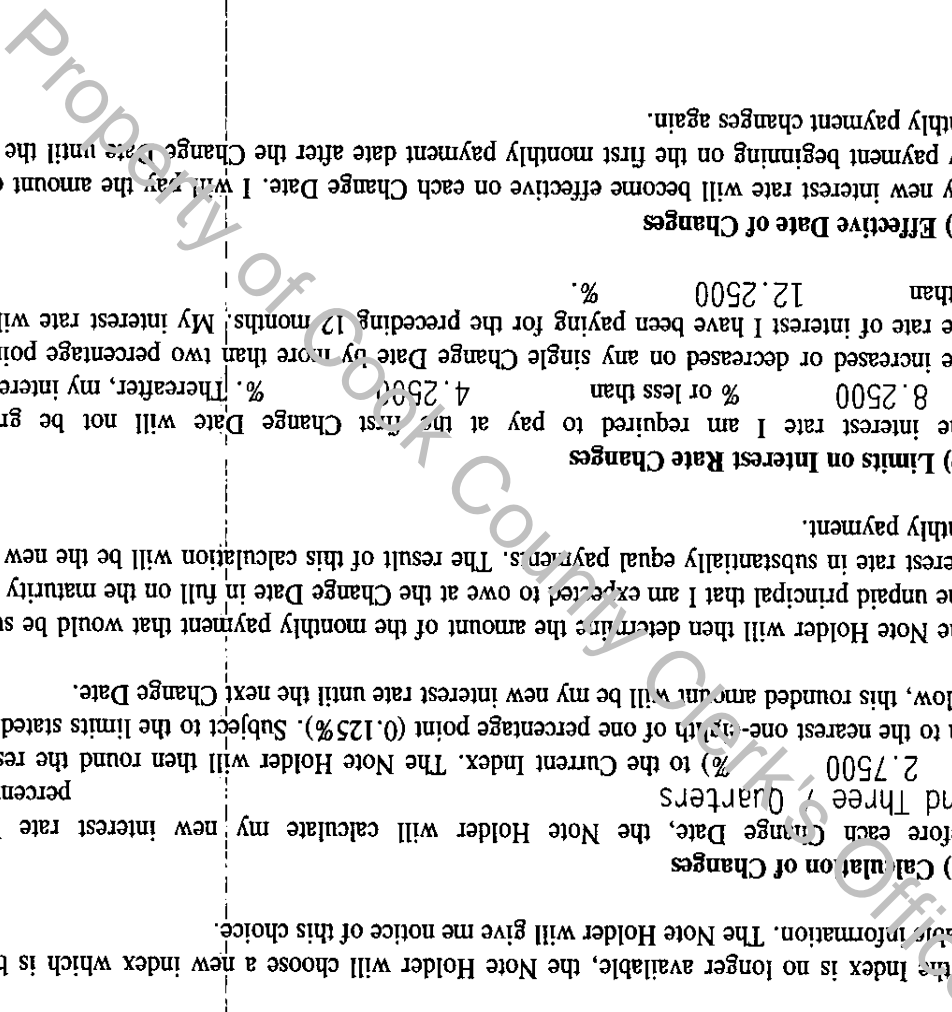 the Index is no longer available, the Note Holder will choose a new index which is b
information. The Note Holder will give me notice of this choice.
) Calculation of Changes
fore each Change Date, the Note Holder will calculate my new interest rate
nd Three / Quarters percen
2.7500 %) to the Current Index. The Note Holder will then round the res
n to the nearest one-eighth of one percentage point (0.125%). Subject to the limits stated
low, this rounded amount will be my new interest rate until the next Change Date.
he Note Holder will then determine the amount of the monthly payment that would be su
he unpaid principal that I am expected to owe at the Change Date in full on the maturity
erest rate in substantially equal payments. The result of this calculation will be the new
nthly payment.
) Limits on Interest Rate Changes
he interest rate I am required to pay at the first Change Date will not be gr
8.2500 % or less than 4.2500 %. Thereafter, my intere
e increased or decreased on any single Change Date by more than two percentage poi
e rate of interest I have been paying for the preceding 12 months. My interest rate wil
than 12.2500 %.
) Effective Date of Changes
y new interest rate will become effective on each Change Date. I will pay the amount
y payment beginning on the first monthly payment date after the Change Date until the
nthly payment changes again.
Property of Cook County Clerk's Office